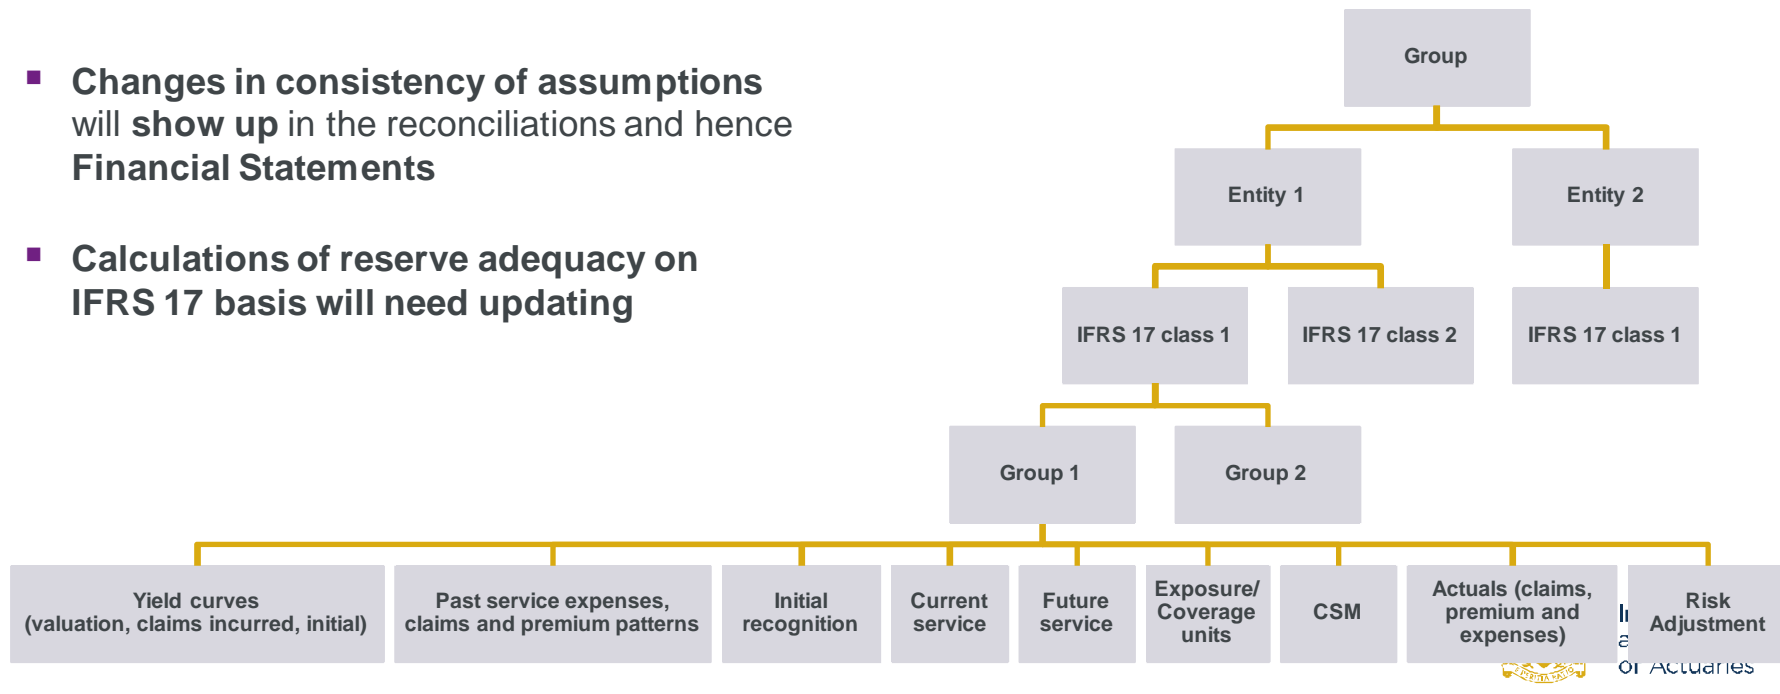 ▪ Changes in consistency of assumptions
will show up in the reconciliations and hence
Financial Statements
▪ Calculations of reserve adequacy on
IFRS 17 basis will need updating
Group
Entity 1
Entity 2
IFRS 17 class 1
IFRS 17 class 2
IFRS 17 class 1
Group 1
Group 2
Yield curves
(valuation, claims incurred, initial)
Past service expenses,
claims and premium patterns
Initial
recognition
Current
service
Future
service
Exposure/
Coverage
units
CSM
Actuals (claims,
premium and
expenses)
Risk
Adjustment
of Actuaries